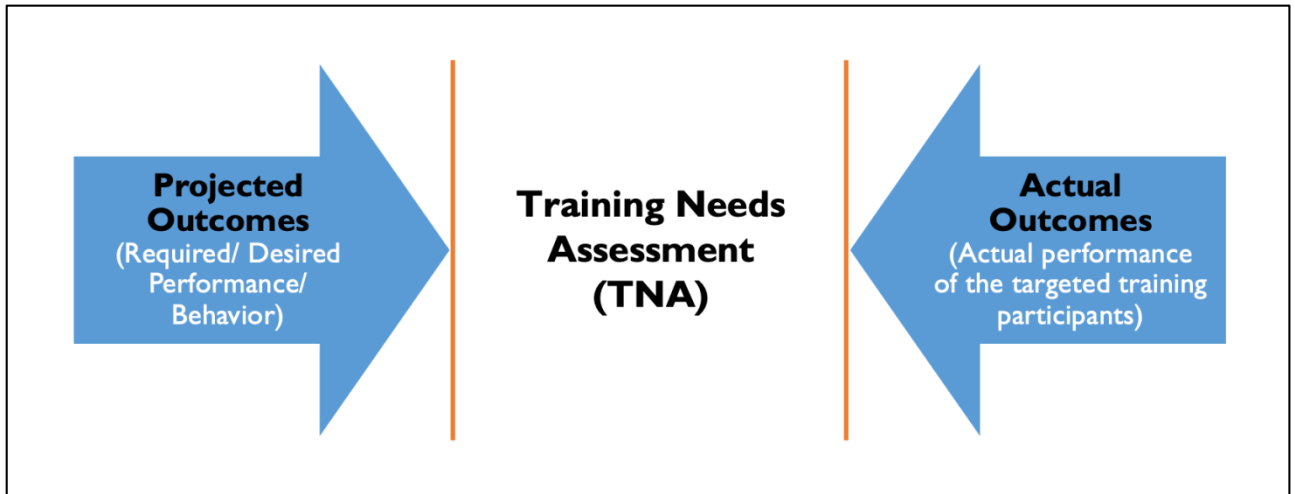 Projected
Outcomes
(Required/ Desired
Performance/
Behavior)
Training Needs
Assessment
(TNA)
Actual
Outcomes
(Actual performance
of the targeted training
participants)